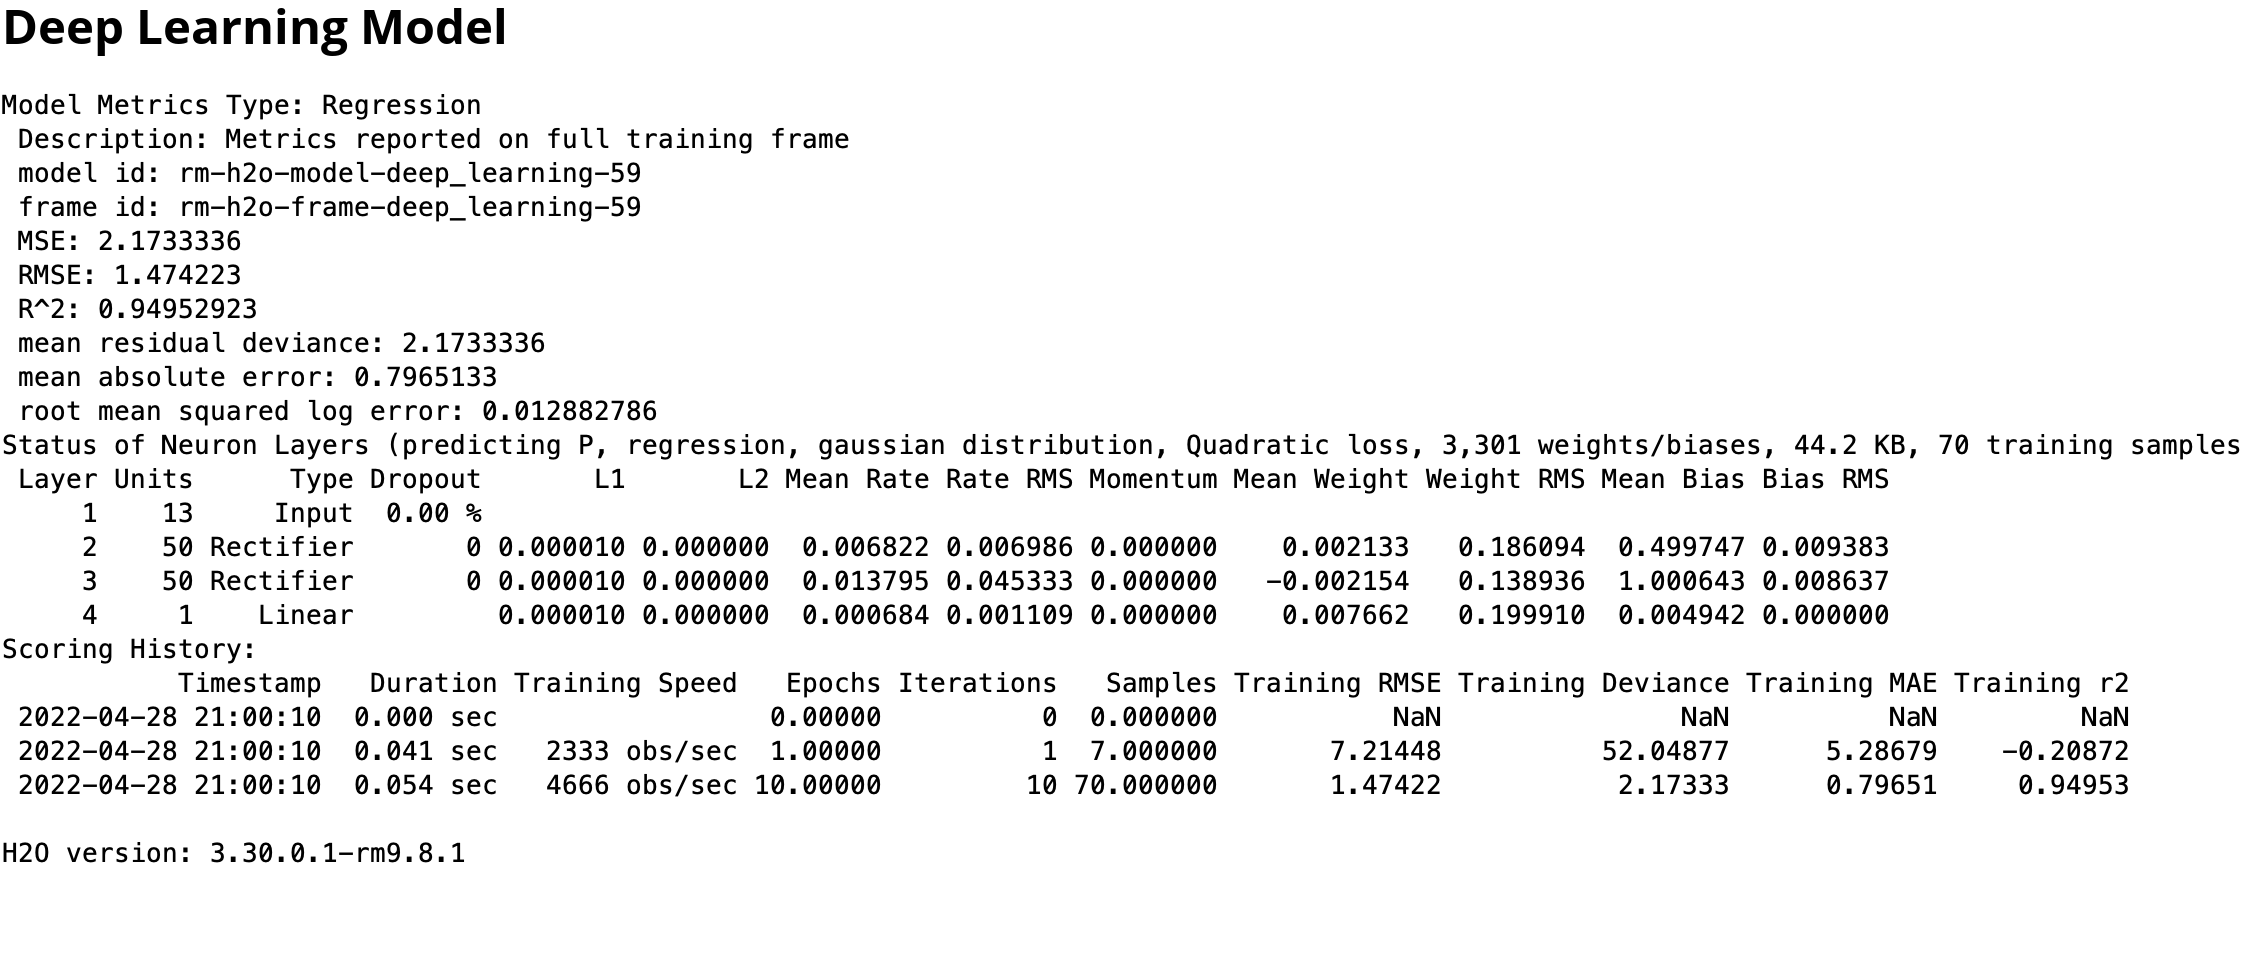 Deep Learning Model
Model Metrics Type: Regression
Description: Metrics reported on full training frame
model id: rm-h2o-model-deep_learning-59
frame id: rm-h2o-frame-deep_learning-59
MSE: 2.1733336
RMSE: 1.474223
R^2: 0.94952923
mean residual deviance: 2.1733336
mean absolute error: 0.7965133
root mean squared log error: 0.012882786
Status of Neuron Layers (predicting P, regression, gaussian distribution, Quadratic loss, 3,301 weights/biases, 44.2 KB, 70 training samples
Layer Units Type Dropout L1 L2 Mean Rate Rate RMS Momentum Mean Weight Weight RMS Mean Bias Bias RMS
1 13 Input 0.00 %
2 50 Rectifier 0 0.000010 0.000000 0.006822 0.006986 0.000000 0.002133 0.186094 0.499747 0.009383
3 50 Rectifier 0 0.000010 0.000000 0.013795 0.045333 0.000000 -0.002154 0.138936 1.000643 0.008637
4 1 Linear 0.000010 0.000000 0.000684 0.001109 0.000000 0.007662 0.199910 0.004942 0.000000
Scoring History:
Timestamp Duration Training Speed Epochs Iterations Samples Training RMSE Training Deviance Training MAE Training r2
2022-04-28 21:00:10 0.000 sec 0.00000 0 0.000000 NaN NaN NaN NaN
2022-04-28 21:00:10 0.041 sec 2333 obs/sec 1.00000 1 7.000000 7.21448 52.04877 5.28679 -0.20872
2022-04-28 21:00:10 0.054 sec 4666 obs/sec 10.00000 10 70.000000 1.47422 2.17333 0.79651 0.94953
H2O version: 3.30.0.1-rm9.8.1